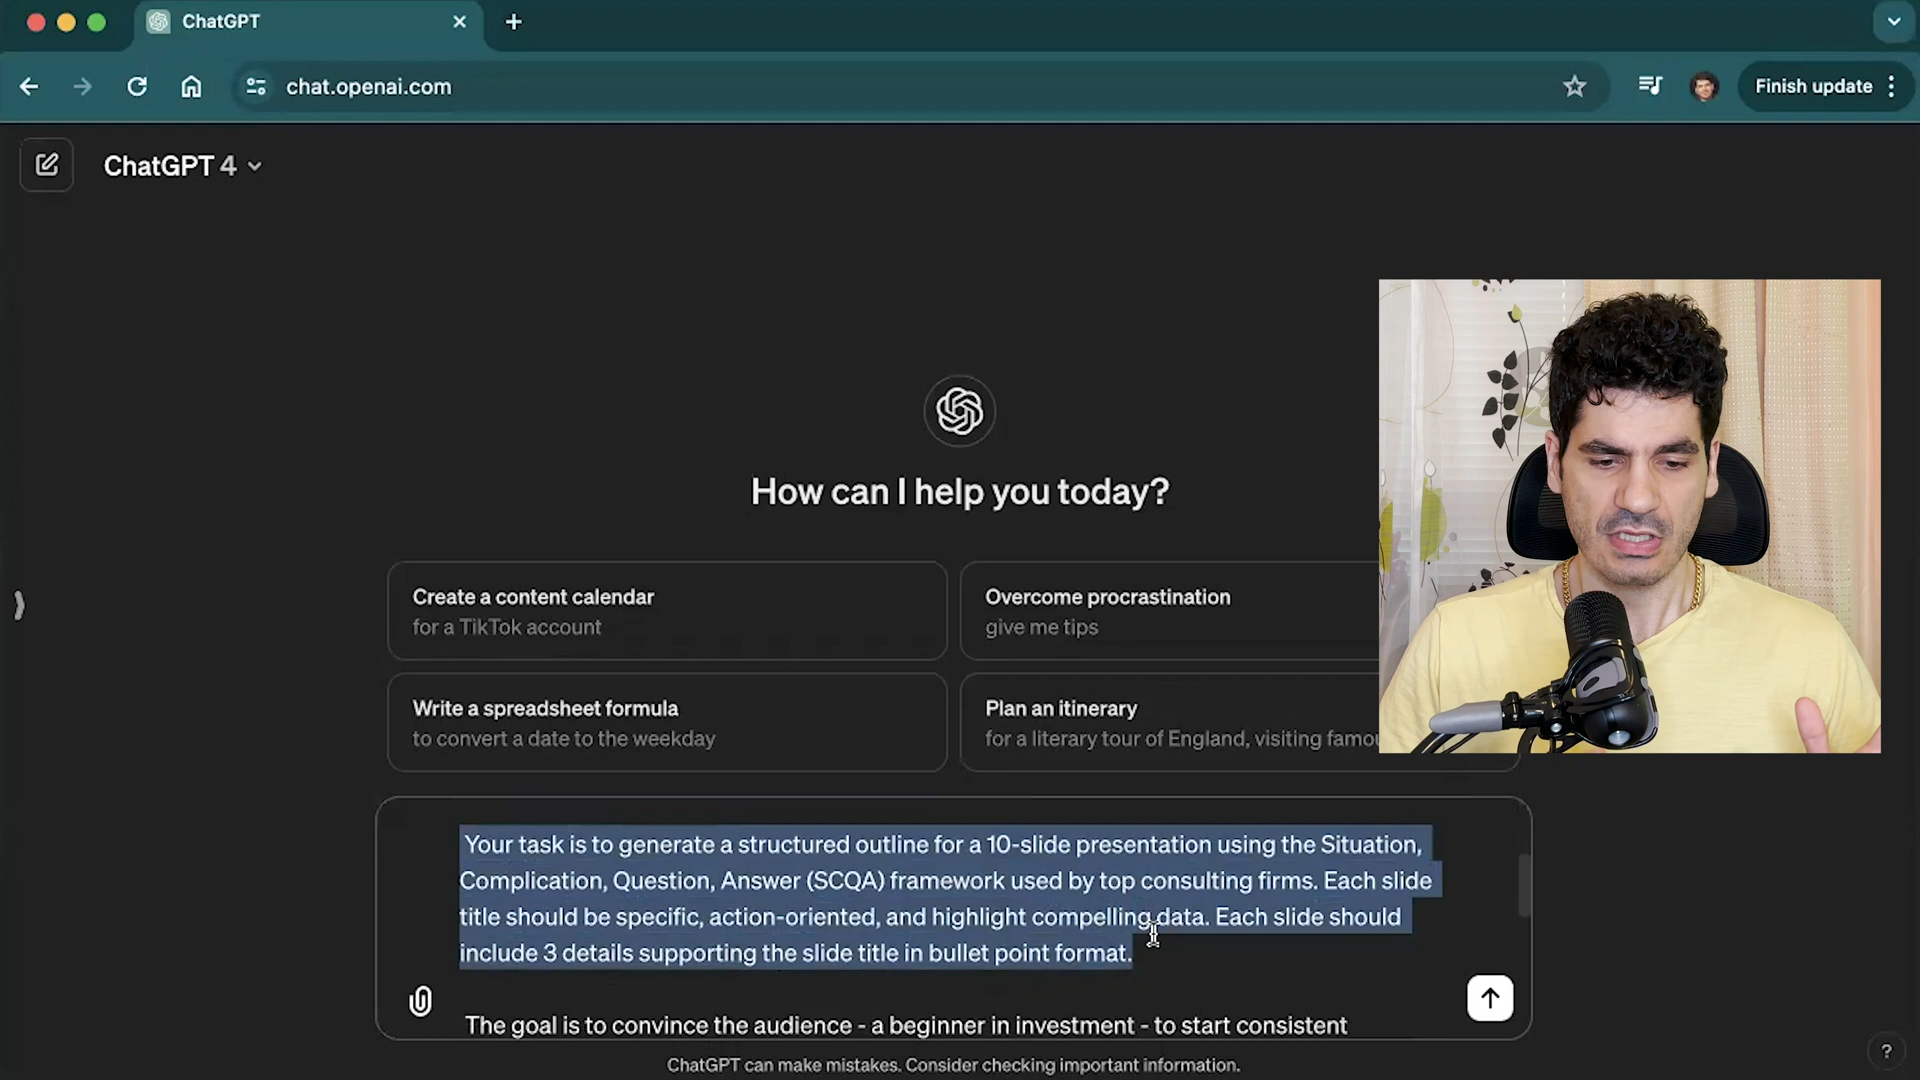 ChatGPT
chat.openai.com
Finish update
ChatGPT 4
How can I help you today?
Create a content calendar
for a TikTok account
Overcome procrastination
give me tips
Write a spreadsheet formula
to convert a date to the weekday
Plan an itinerary
for a literary tour of England, visiting famou
Your task is to generate a structured outline for a 10-slide presentation using the Situation,
Complication, Question, Answer (SCQA) framework used by top consulting firms. Each slide
title should be specific, action-oriented, and highlight compelling data. Each slide should
include 3 details supporting the slide title in bullet point format.
The goal is to convince the audience - a beginner in investment - to start consistent
ChatGPT can make mistakes. Consider checking important information.
?